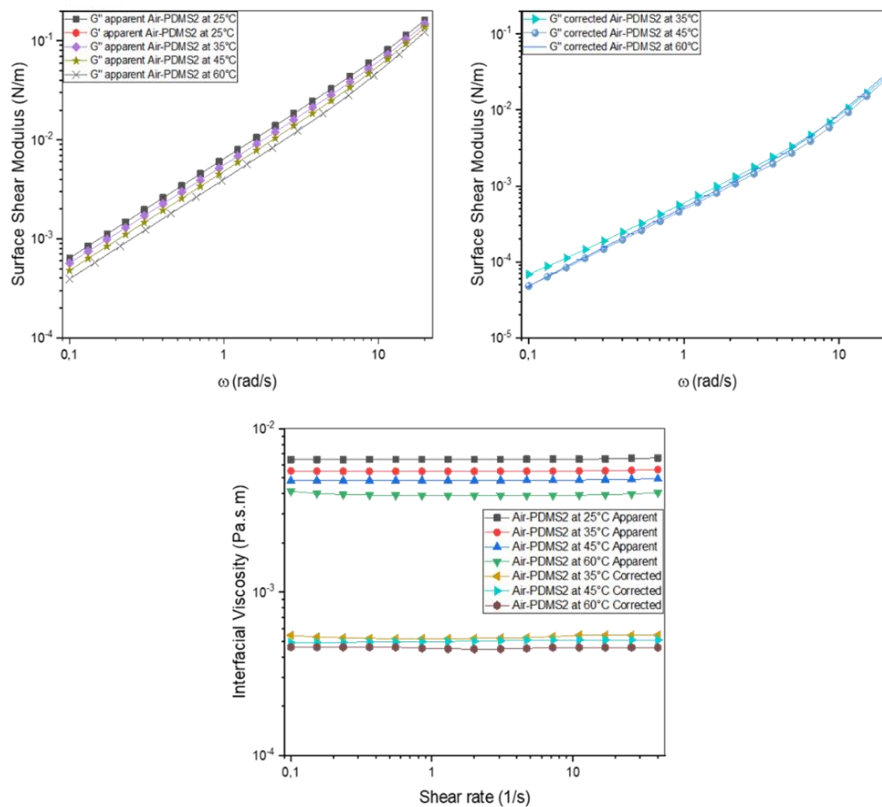 G" apparent Air-PDMS2 at 25°C
G' apparent Air-PDMS2 at 25°C
G" apparent Air-PDMS2 at 35°C
G" apparent Air-PDMS2 at 45°C
G" apparent Air-PDMS2 at 60°C
Surface Shear Modulus (N/m)
10⁻¹
10⁻²
10⁻³
10⁻⁴
0,1
1
10
ω (rad/s)
G" corrected Air-PDMS2 at 35°C
G" corrected Air-PDMS2 at 45°C
G" corrected Air-PDMS2 at 60°C
Surface Shear Modulus (N/m)
10⁻¹
10⁻²
10⁻³
10⁻⁴
10⁻⁵
0,1
1
10
ω (rad/s)
Interfacial Viscosity (Pa.s.m)
10⁻²
10⁻³
10⁻⁴
Air-PDMS2 at 25°C Apparent
Air-PDMS2 at 35°C Apparent
Air-PDMS2 at 45°C Apparent
Air-PDMS2 at 60°C Apparent
Air-PDMS2 at 35°C Corrected
Air-PDMS2 at 45°C Corrected
Air-PDMS2 at 60°C Corrected
0,1
1
10
Shear rate (1/s)